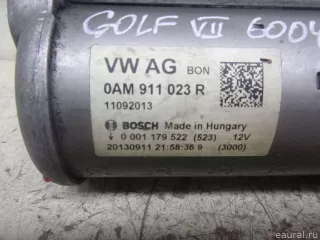 GOLF VII 6004
VW AG BON
0AM 911 023 R
11092013
BOSCH Made in Hungary
0 001 179 522 (523) 12V
20130911 21:58:36 9 (3000)
eaural.ru